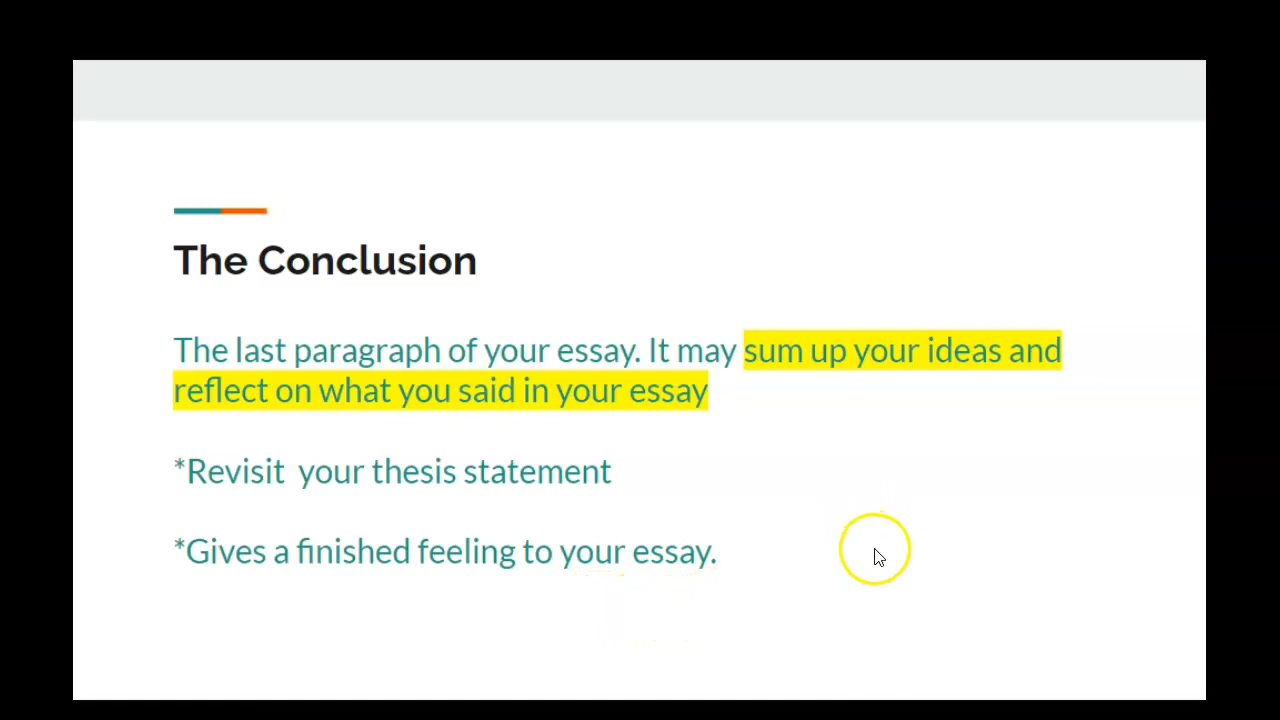 The Conclusion
The last paragraph of your essay. It may sum up your ideas and
reflect on what you said in your essay
*Revisit  your thesis statement
*Gives a finished feeling to your essay.